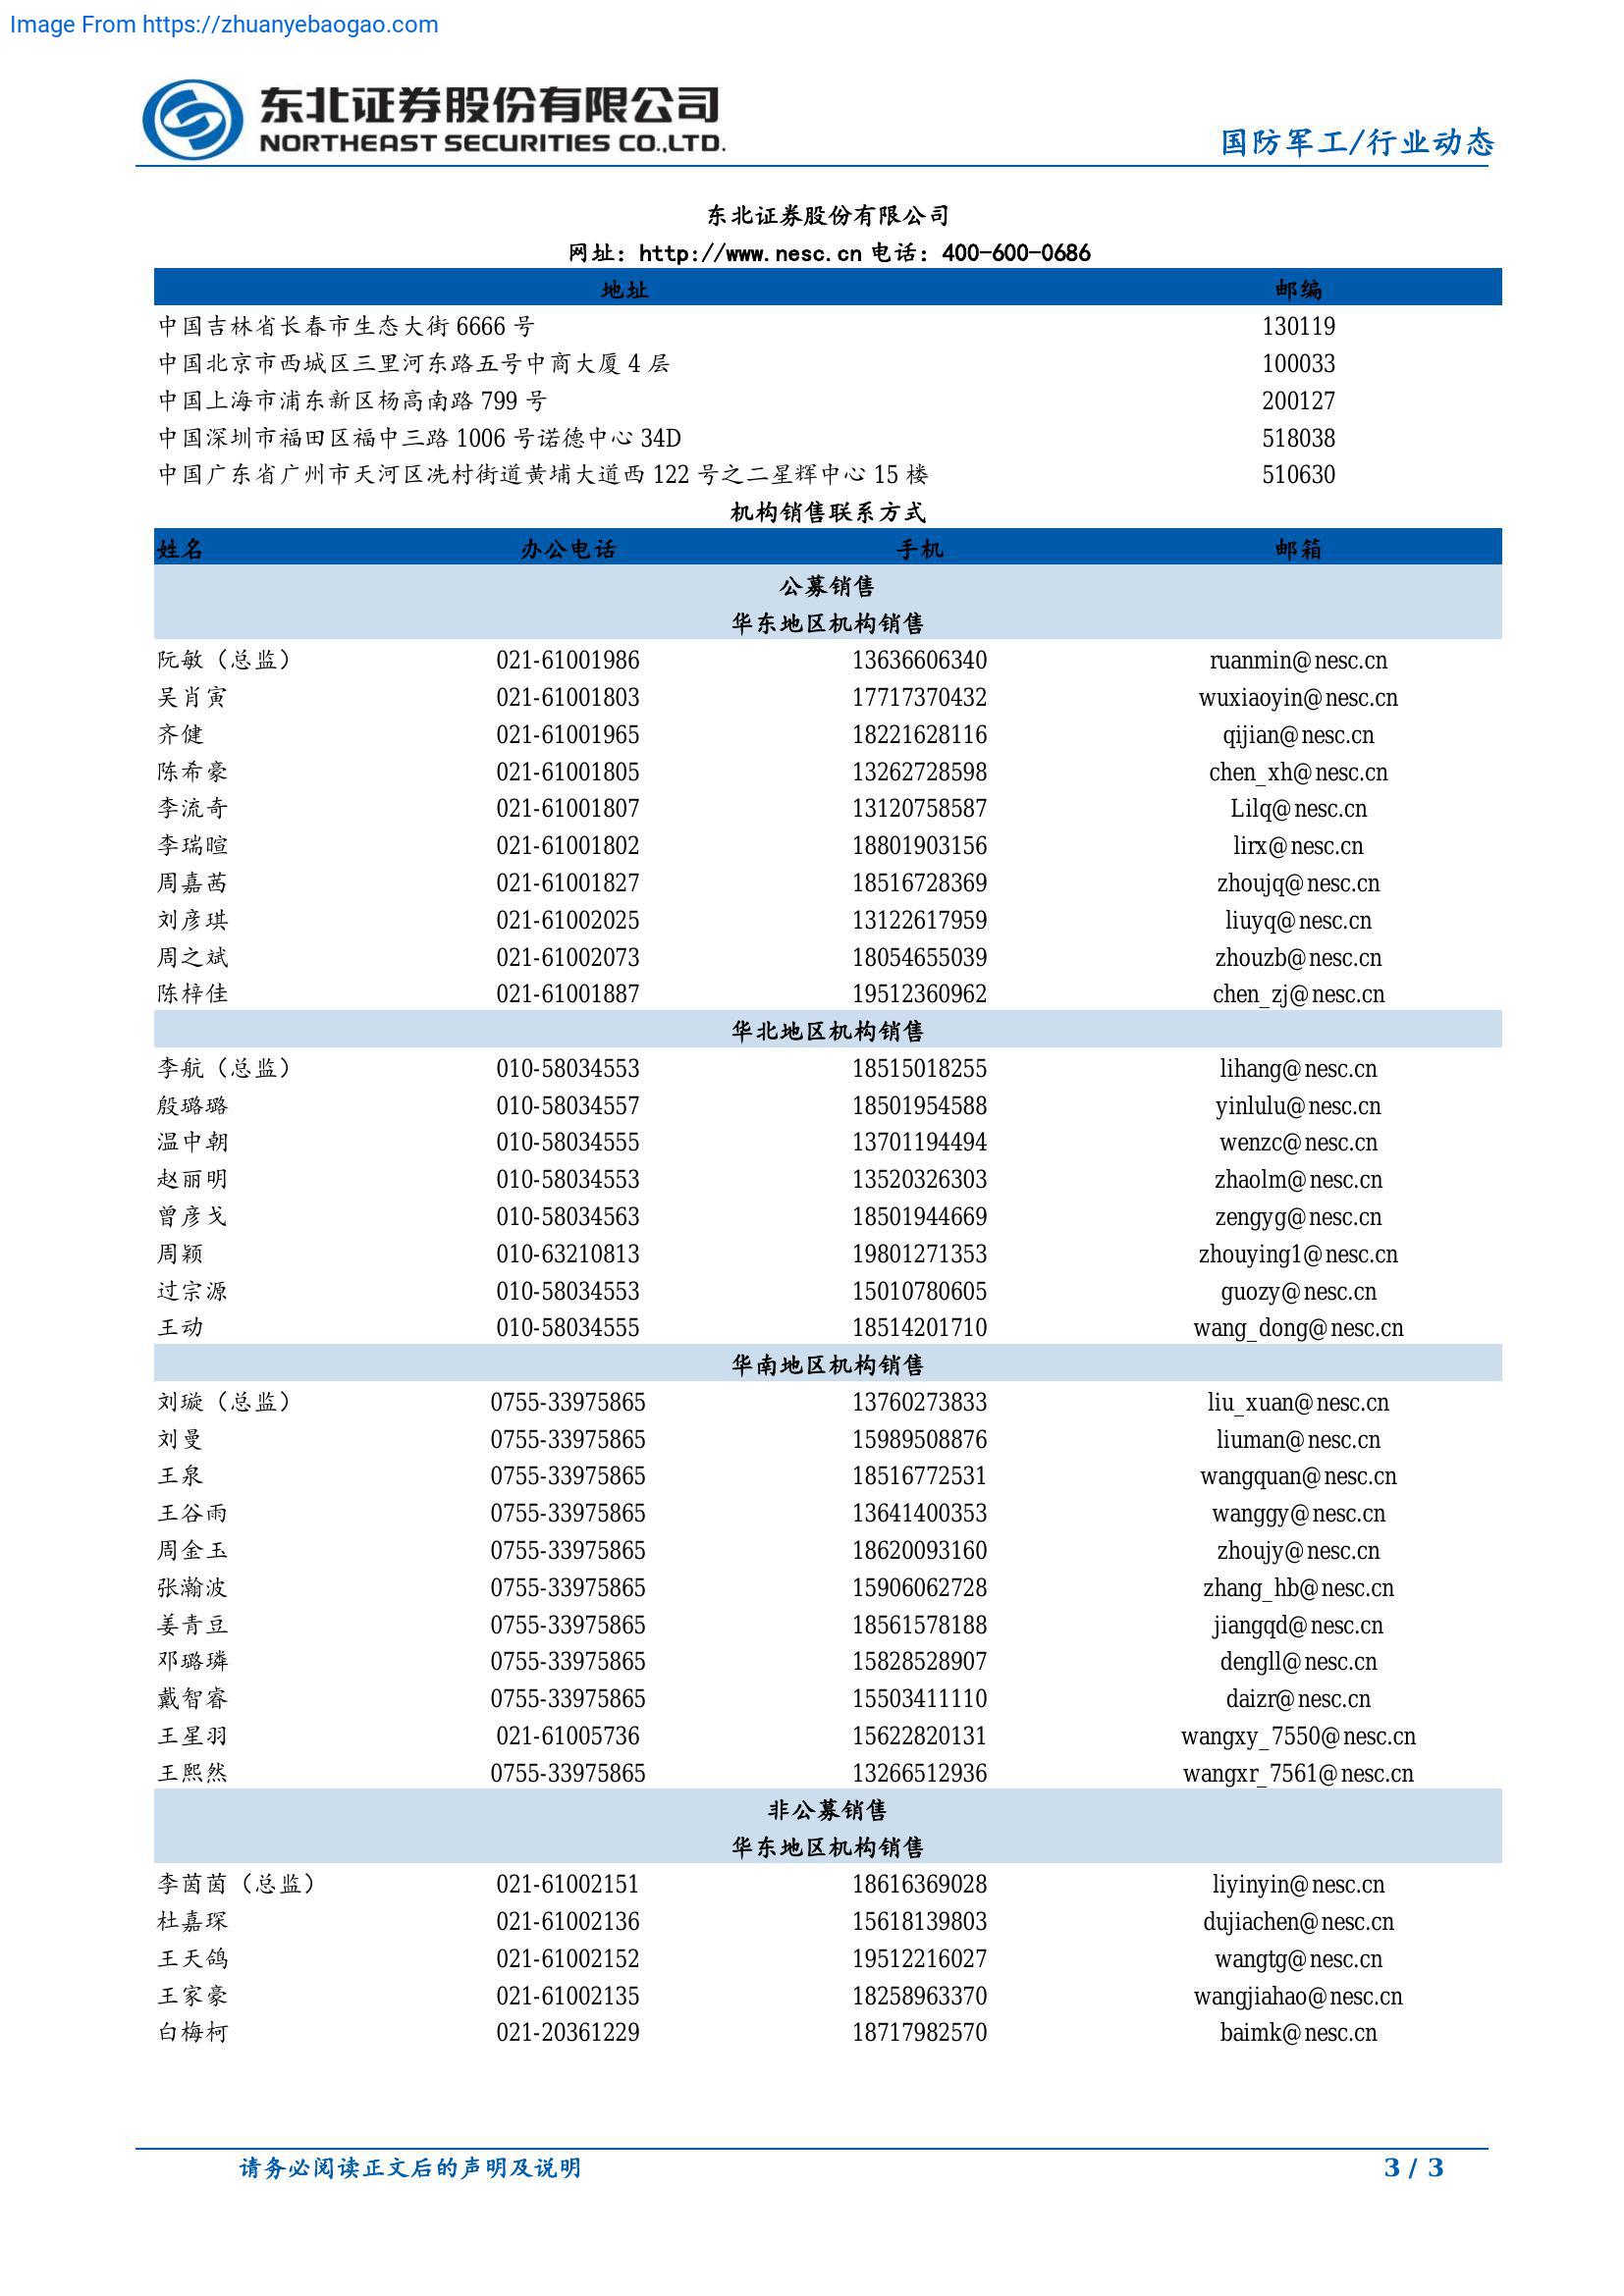 Image From https://zhuanyebaogao.com
东北证券股份有限公司
NORTHEAST SECURITIES CO.,LTD.
国防军工/行业动态
东北证券股份有限公司
网址：http://www.nesc.cn 电话：400-600-0686
地址 邮编
中国吉林省长春市生态大街 6666 号 130119
中国北京市西城区三里河东路五号中商大厦 4 层 100033
中国上海市浦东新区杨高南路 799 号 200127
中国深圳市福田区福中三路 1006 号诺德中心 34D 518038
中国广东省广州市天河区冼村街道黄埔大道西 122 号之二星辉中心 15 楼 510630
机构销售联系方式
姓名 办公电话 手机 邮箱
公募销售
华东地区机构销售
阮敏（总监） 021-61001986 13636606340 ruanmin@nesc.cn
吴肖寅 021-61001803 17717370432 wuxiaoyin@nesc.cn
齐健 021-61001965 18221628116 qijian@nesc.cn
陈希豪 021-61001805 13262728598 chen_xh@nesc.cn
李流奇 021-61001807 13120758587 Lilq@nesc.cn
李瑞暄 021-61001802 18801903156 lirx@nesc.cn
周嘉茜 021-61001827 18516728369 zhoujq@nesc.cn
刘彦琪 021-61002025 13122617959 liuyq@nesc.cn
周之斌 021-61002073 18054655039 zhouzb@nesc.cn
陈梓佳 021-61001887 19512360962 chen_zj@nesc.cn
华北地区机构销售
李航（总监） 010-58034553 18515018255 lihang@nesc.cn
殷璐璐 010-58034557 18501954588 yinlulu@nesc.cn
温中朝 010-58034555 13701194494 wenzc@nesc.cn
赵丽明 010-58034553 13520326303 zhaolm@nesc.cn
曾彦戈 010-58034563 18501944669 zengyg@nesc.cn
周颖 010-63210813 19801271353 zhouying1@nesc.cn
过宗源 010-58034553 15010780605 guozy@nesc.cn
王动 010-58034555 18514201710 wang_dong@nesc.cn
华南地区机构销售
刘璇（总监） 0755-33975865 13760273833 liu_xuan@nesc.cn
刘曼 0755-33975865 15989508876 liuman@nesc.cn
王泉 0755-33975865 18516772531 wangquan@nesc.cn
王谷雨 0755-33975865 13641400353 wanggy@nesc.cn
周金玉 0755-33975865 18620093160 zhoujy@nesc.cn
张瀚波 0755-33975865 15906062728 zhang_hb@nesc.cn
姜青豆 0755-33975865 18561578188 jiangqd@nesc.cn
邓璐璘 0755-33975865 15828528907 dengll@nesc.cn
戴智睿 0755-33975865 15503411110 daizr@nesc.cn
王星羽 021-61005736 15622820131 wangxy_7550@nesc.cn
王熙然 0755-33975865 13266512936 wangxr_7561@nesc.cn
非公募销售
华东地区机构销售
李茵茵（总监） 021-61002151 18616369028 liyinyin@nesc.cn
杜嘉琛 021-61002136 15618139803 dujiachen@nesc.cn
王天鸽 021-61002152 19512216027 wangtg@nesc.cn
王家豪 021-61002135 18258963370 wangjiahao@nesc.cn
白梅柯 021-20361229 18717982570 baimk@nesc.cn
请务必阅读正文后的声明及说明 3 / 3